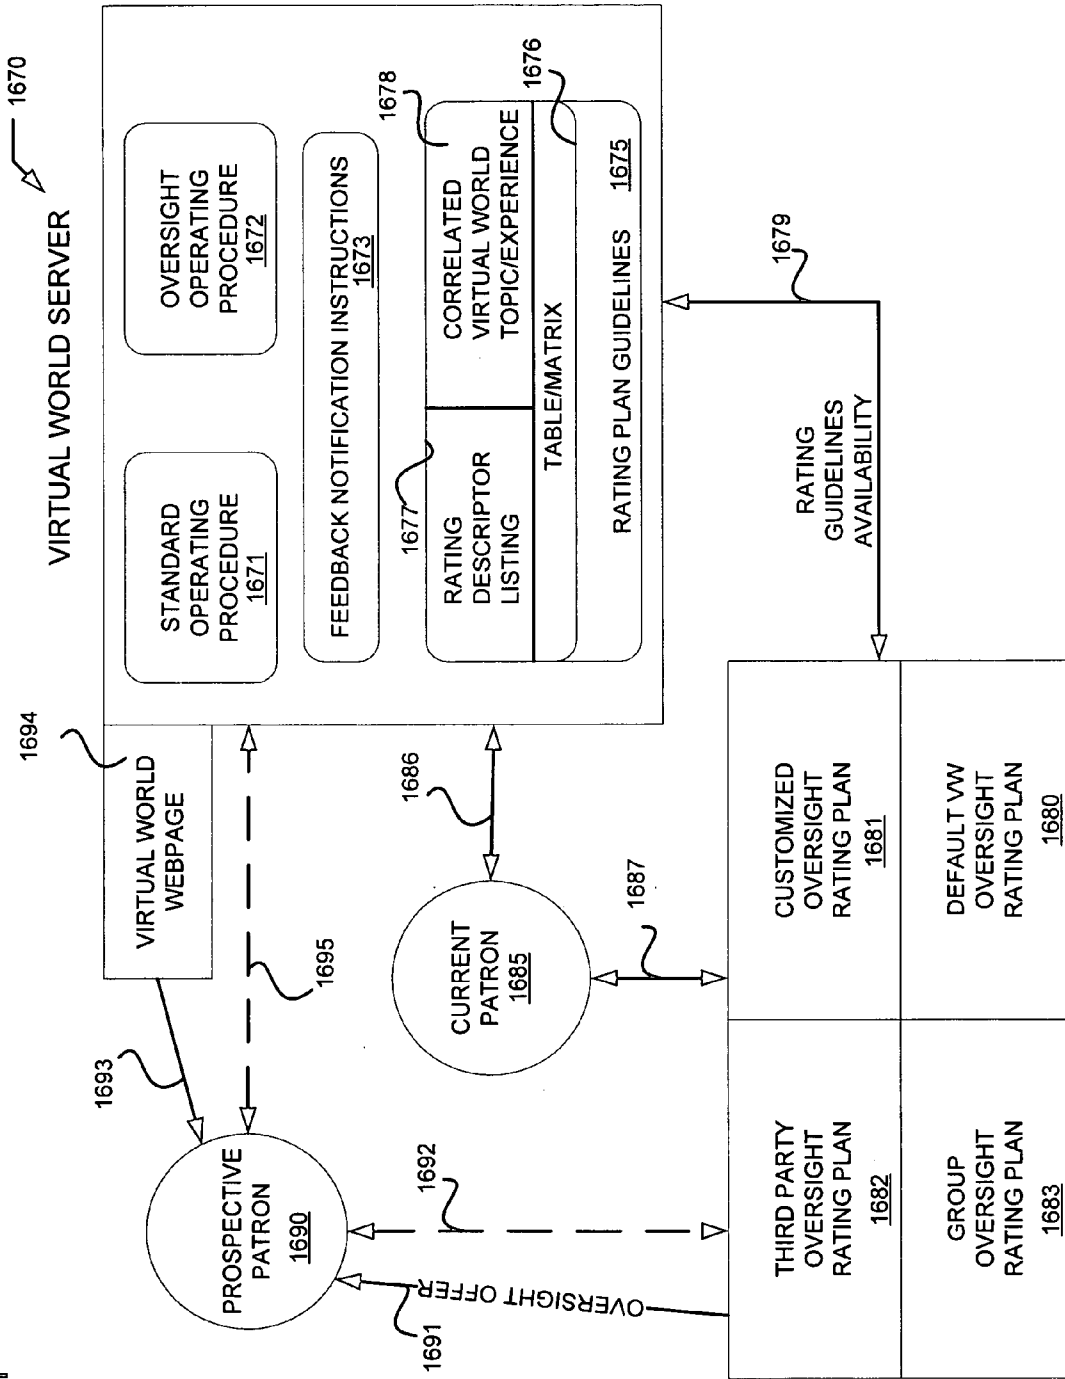 VIRTUAL WORLD SERVER
1670
STANDARD
OPERATING
PROCEDURE
1671
OVERSIGHT
OPERATING
PROCEDURE
1672
FEEDBACK NOTIFICATION INSTRUCTIONS
1673
1677
RATING
DESCRIPTOR
LISTING
CORRELATED
VIRTUAL WORLD
TOPIC/EXPERIENCE
1678
TABLE/MATRIX
1676
RATING PLAN GUIDELINES
1675
1694
VIRTUAL WORLD
WEBPAGE
1693
1695
1686
PROSPECTIVE
PATRON
1690
CURRENT
PATRON
1685
1687
1692
1691
OVERSIGHT OFFER
RATING
GUIDELINES
AVAILABILITY
1679
THIRD PARTY
OVERSIGHT
RATING PLAN
1682
CUSTOMIZED
OVERSIGHT
RATING PLAN
1681
GROUP
OVERSIGHT
RATING PLAN
1683
DEFAULT VW
OVERSIGHT
RATING PLAN
1680